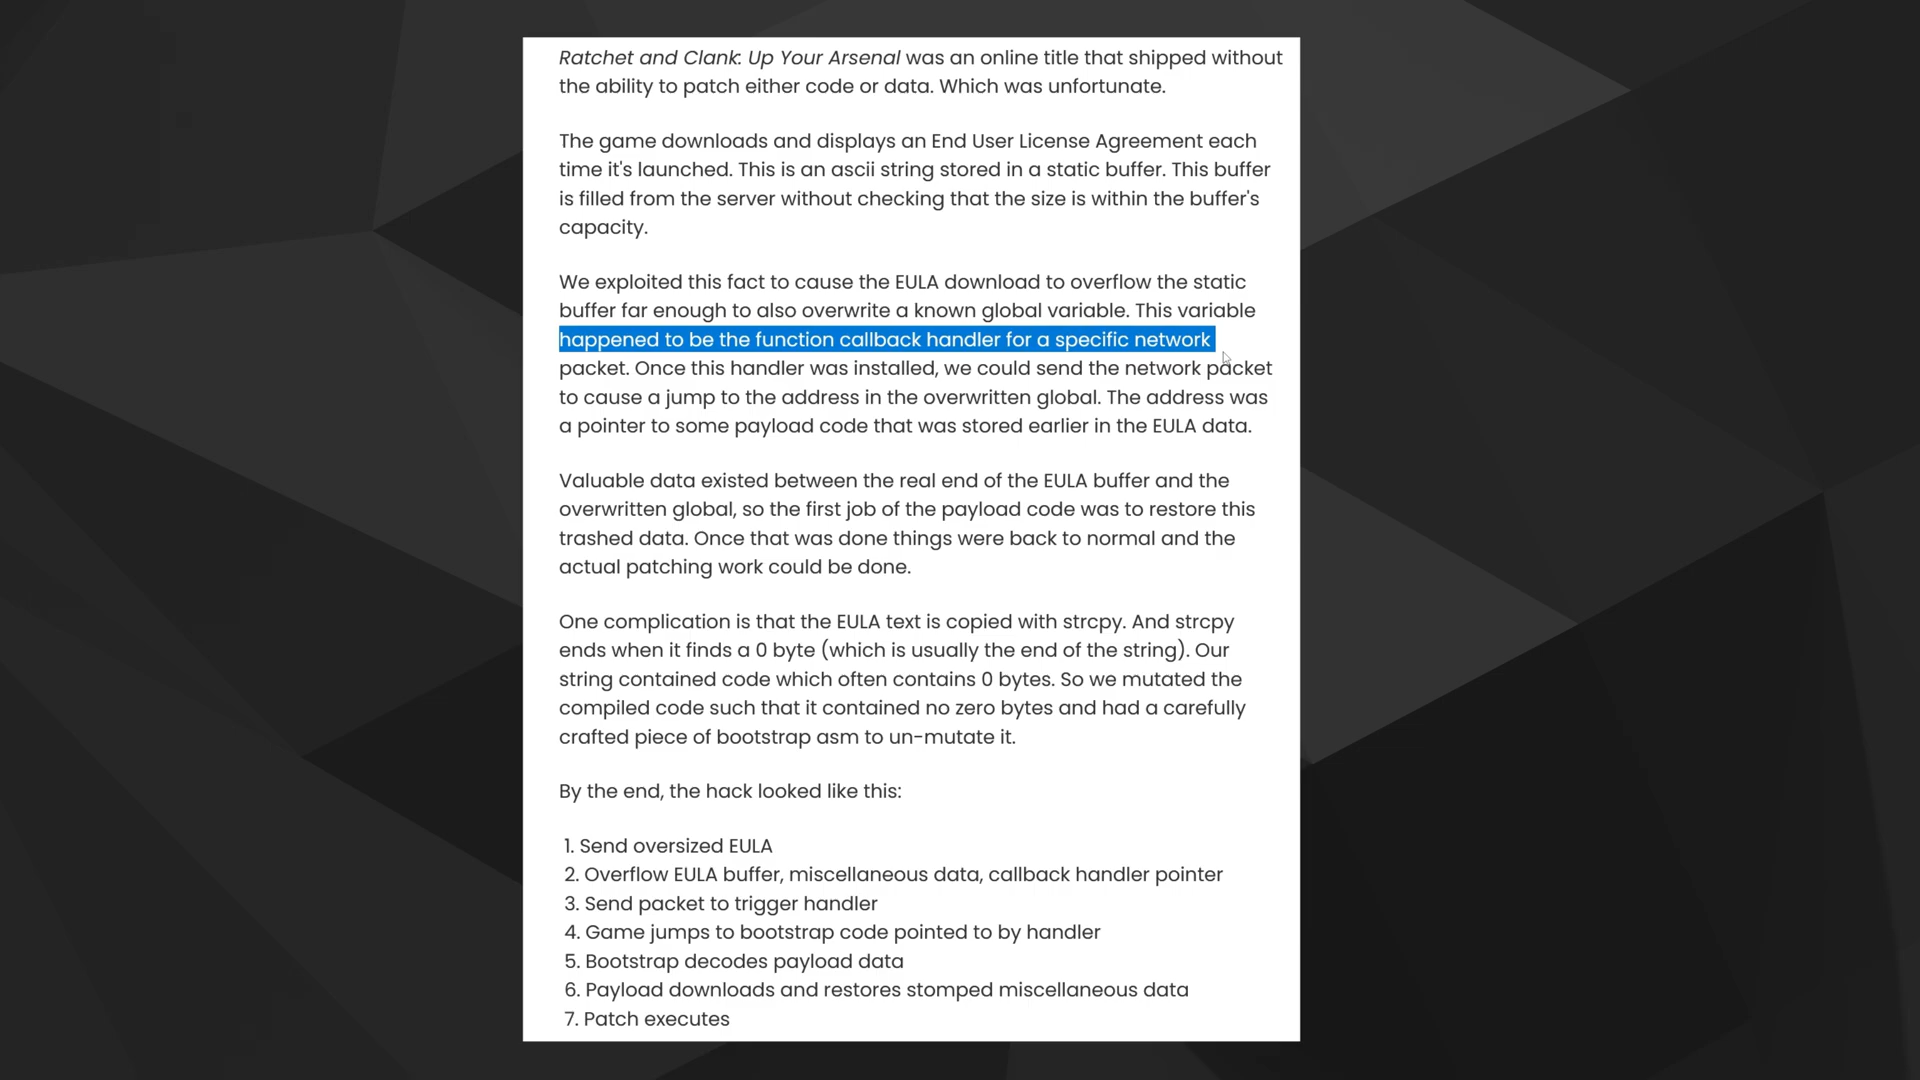 Ratchet and Clank: Up Your Arsenal was an online title that shipped without
the ability to patch either code or data. Which was unfortunate.
The game downloads and displays an End User License Agreement each
time it's launched. This is an ascii string stored in a static buffer. This buffer
is filled from the server without checking that the size is within the buffer's
capacity.
We exploited this fact to cause the EULA download to overflow the static
buffer far enough to also overwrite a known global variable. This variable
happened to be the function callback handler for a specific network
packet. Once this handler was installed, we could send the network packet
to cause a jump to the address in the overwritten global. The address was
a pointer to some payload code that was stored earlier in the EULA data.
Valuable data existed between the real end of the EULA buffer and the
overwritten global, so the first job of the payload code was to restore this
trashed data. Once that was done things were back to normal and the
actual patching work could be done.
One complication is that the EULA text is copied with strcpy. And strcpy
ends when it finds a 0 byte (which is usually the end of the string). Our
string contained code which often contains 0 bytes. So we mutated the
compiled code such that it contained no zero bytes and had a carefully
crafted piece of bootstrap asm to un-mutate it.
By the end, the hack looked like this:
1. Send oversized EULA
2. Overflow EULA buffer, miscellaneous data, callback handler pointer
3. Send packet to trigger handler
4. Game jumps to bootstrap code pointed to by handler
5. Bootstrap decodes payload data
6. Payload downloads and restores stomped miscellaneous data
7. Patch executes